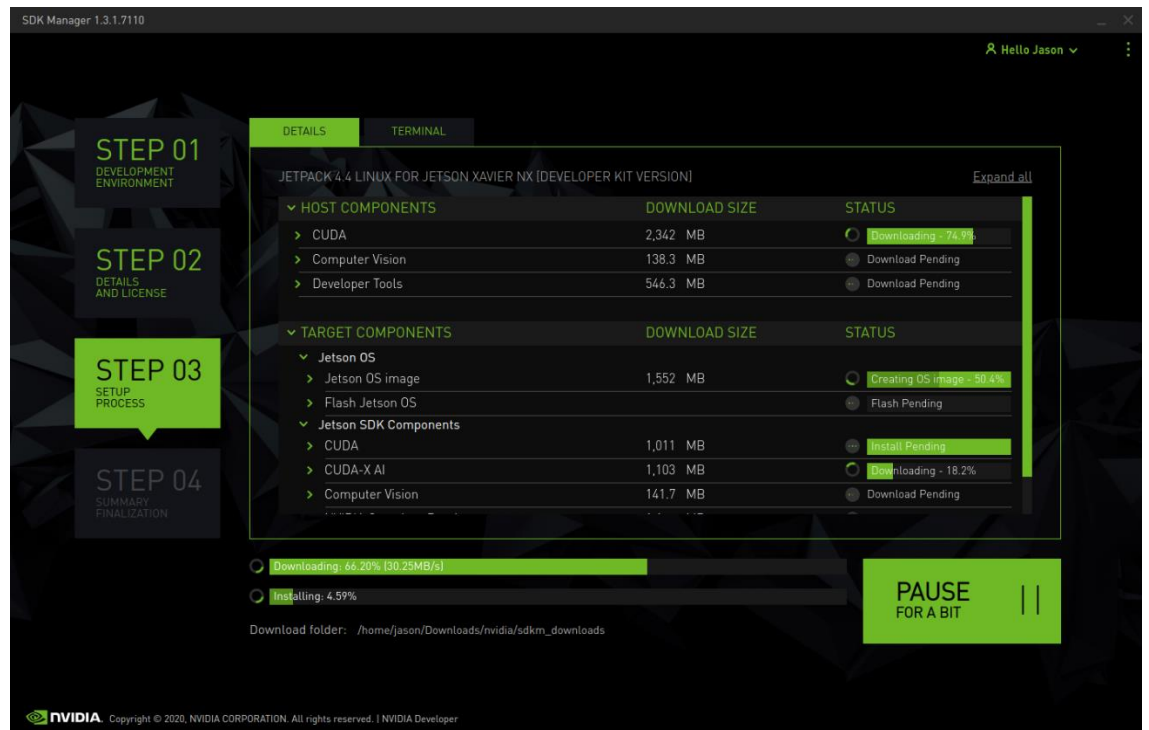 SDK Manager 1.3.1.7110
Hello Jason
STEP 01
DEVELOPMENT
ENVIRONMENT
STEP 02
DETAILS
AND LICENSE
STEP 03
SETUP
PROCESS
STEP 04
SUMMARY
FINALIZATION
DETAILS TERMINAL
JETPACK 4.4 LINUX FOR JETSON XAVIER NX [DEVELOPER KIT VERSION] Expand all
HOST COMPONENTS DOWNLOAD SIZE STATUS
CUDA 2,342 MB Downloading - 74.9%
Computer Vision 138.3 MB Download Pending
Developer Tools 546.3 MB Download Pending
TARGET COMPONENTS DOWNLOAD SIZE STATUS
Jetson OS
Jetson OS image 1,552 MB Creating OS image - 50.4%
Flash Jetson OS Flash Pending
Jetson SDK Components
CUDA 1,011 MB Install Pending
CUDA-X AI 1,103 MB Downloading - 18.2%
Computer Vision 141.7 MB Download Pending
Downloading: 66.20% (30.25MB/s)
Installing: 4.59%
Download folder: /home/jason/Downloads/nvidia/sdkm_downloads
PAUSE
FOR A BIT
NVIDIA. Copyright © 2020, NVIDIA CORPORATION. All rights reserved. | NVIDIA Developer